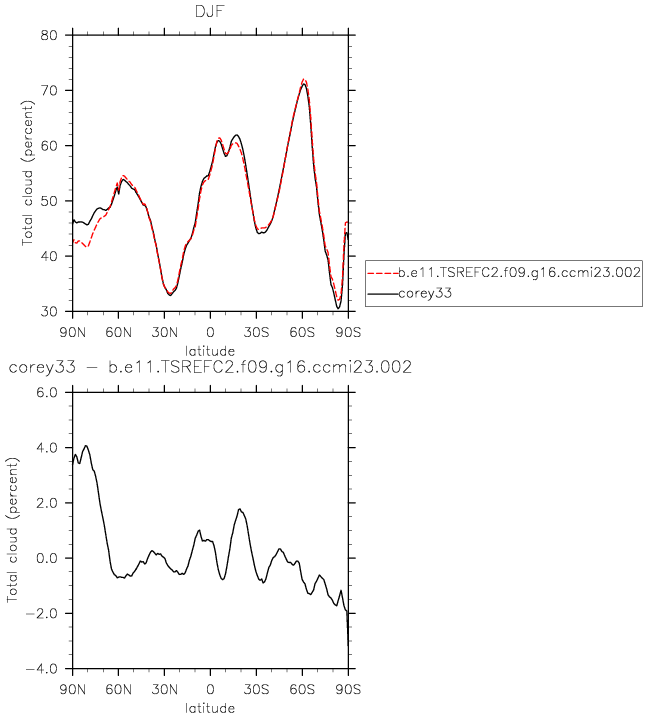 DJF
80
70
60
50
40
30
Total cloud (percent)
90N 60N 30N 0 30S 60S 90S
latitude
b.e11.TSREFC2.f09.g16.ccmi23.002
corey33
corey33 − b.e11.TSREFC2.f09.g16.ccmi23.002
6.0
4.0
2.0
0.0
−2.0
−4.0
Total cloud (percent)
90N 60N 30N 0 30S 60S 90S
latitude